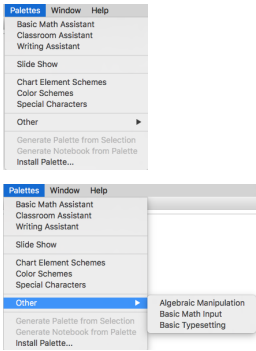 Palettes Window Help
Basic Math Assistant
Classroom Assistant
Writing Assistant
Slide Show
Chart Element Schemes
Color Schemes
Special Characters
Other
Generate Palette from Selection
Generate Notebook from Palette
Install Palette...
Palettes Window Help
Basic Math Assistant
Classroom Assistant
Writing Assistant
Slide Show
Chart Element Schemes
Color Schemes
Special Characters
Other
Algebraic Manipulation
Basic Math Input
Basic Typesetting
Generate Palette from Selection
Generate Notebook from Palette
Install Palette...